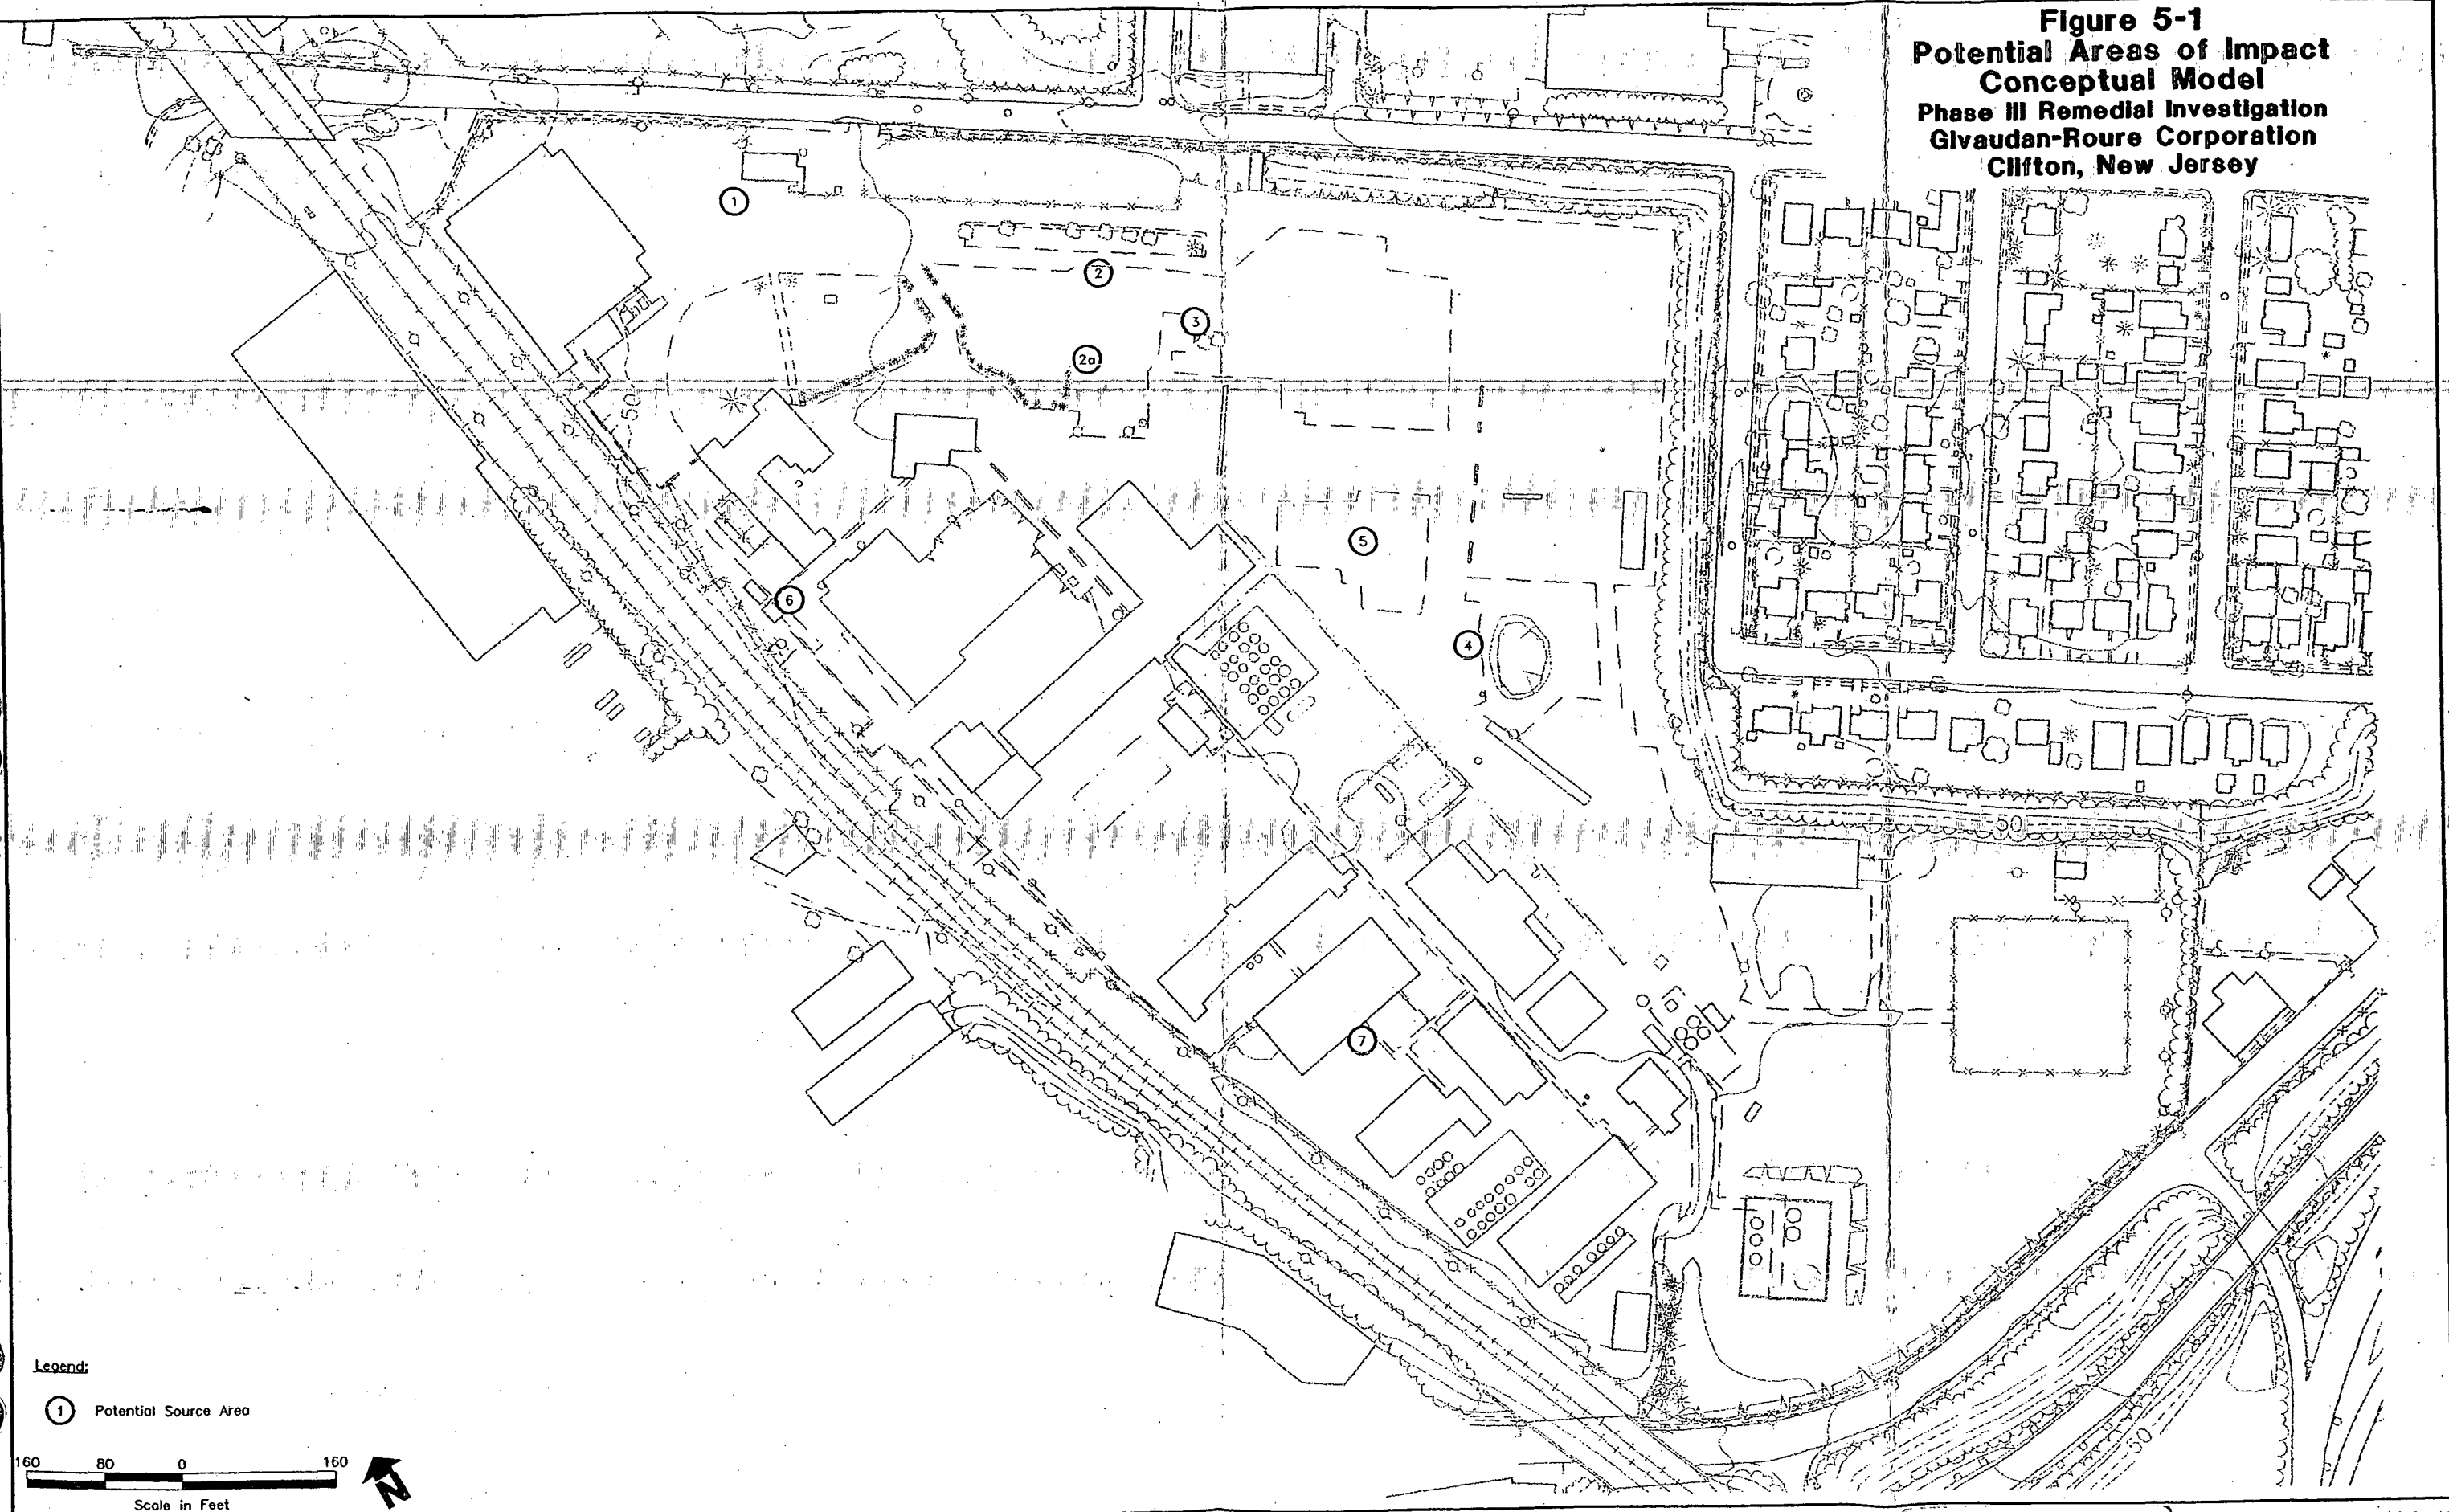 Figure 5-1
Potential Areas of Impact
Conceptual Model
Phase III Remedial Investigation
Givaudan-Roure Corporation
Clifton, New Jersey
1
2
3
2a
50
5
6
4
50
7
50
Legend:
1 Potential Source Area
160 80 0 160
Scale in Feet
N